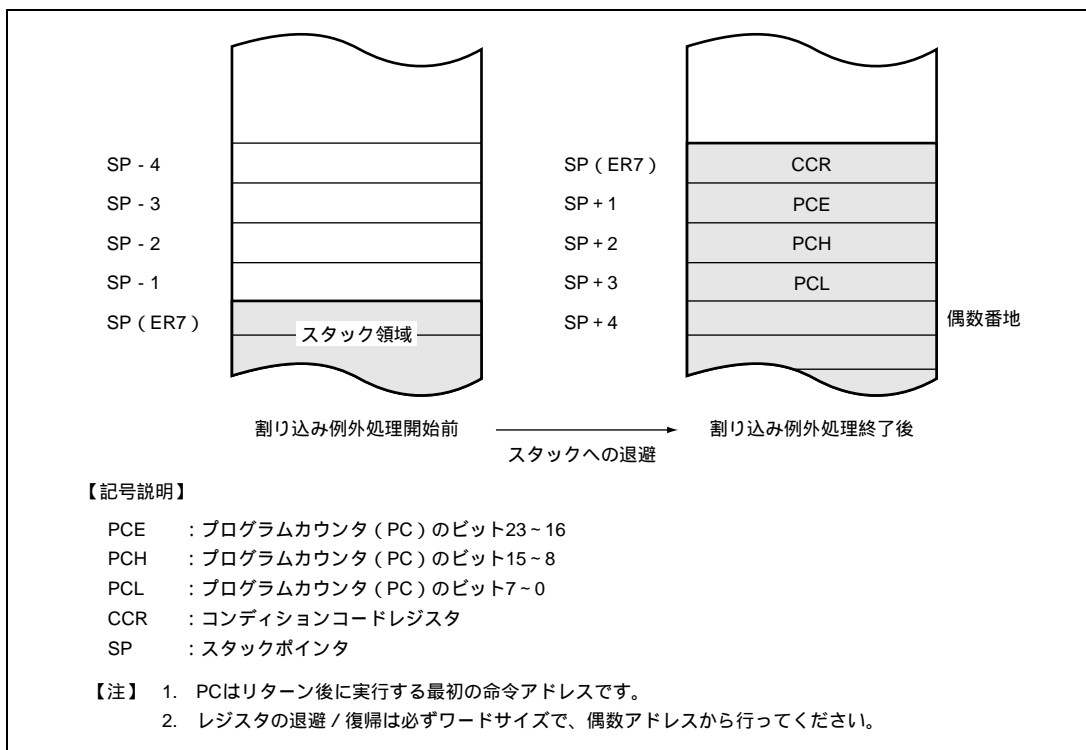 SP - 4
SP - 3
SP - 2
SP - 1
SP（ER7）
スタック領域
SP（ER7）
SP + 1
SP + 2
SP + 3
SP + 4
CCR
PCE
PCH
PCL
偶数番地
割り込み例外処理開始前
スタックへの退避
割り込み例外処理終了後
【記号説明】
PCE ：プログラムカウンタ（PC）のビット23～16
PCH ：プログラムカウンタ（PC）のビット15～8
PCL ：プログラムカウンタ（PC）のビット7～0
CCR ：コンディションコードレジスタ
SP ：スタックポインタ
【注】 1. PCはリターン後に実行する最初の命令アドレスです。
2. レジスタの退避／復帰は必ずワードサイズで、偶数アドレスから行ってください。